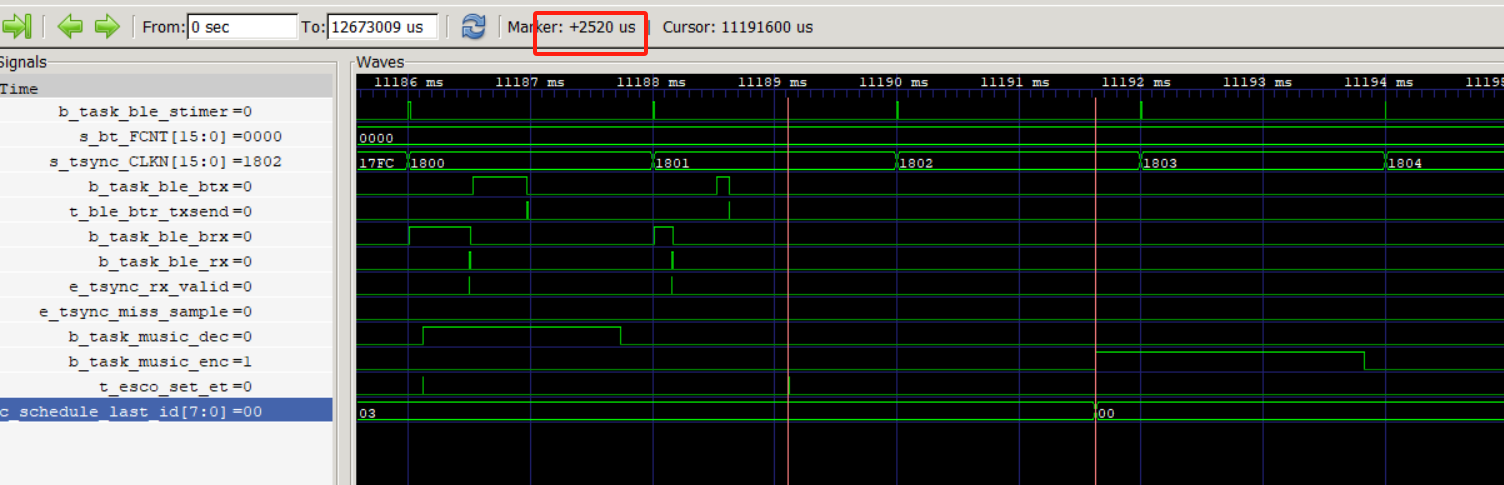 From: 0 sec To: 12673009 us Marker: +2520 us | Cursor: 11191600 us
Signals Waves
Time 11186 ms 11187 ms 11188 ms 11189 ms 11190 ms 11191 ms 11192 ms 11193 ms 11194 ms 11195
b_task_ble_stimer=0
s_bt_FCNT[15:0]=0000 0000
s_tsync_CLKN[15:0]=1802 17FC 1800 1801 1802 1803 1804
b_task_ble_btx=0
t_ble_btr_txsend=0
b_task_ble_brx=0
b_task_ble_rx=0
e_tsync_rx_valid=0
e_tsync_miss_sample=0
b_task_music_dec=0
b_task_music_enc=1
t_esco_set_et=0
c_schedule_last_id[7:0]=00 03 00